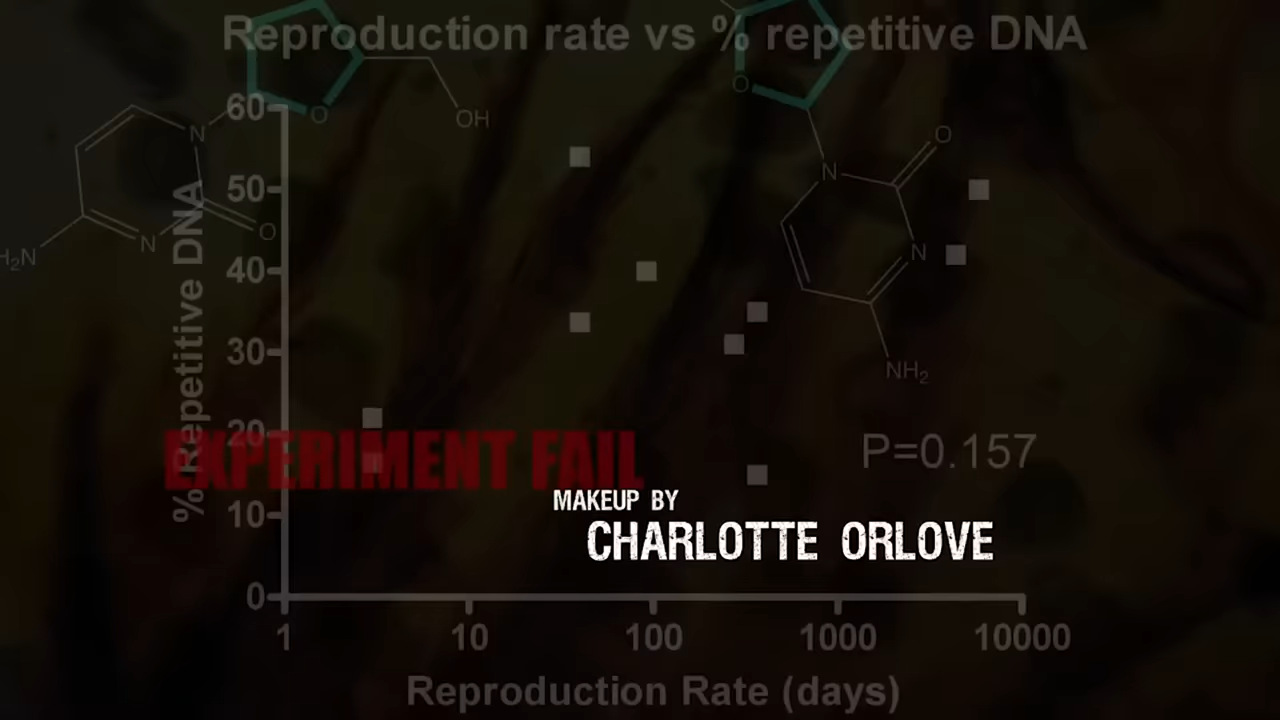 Reproduction rate vs % repetitive DNA
O
O
OH
N
N
O
H₂N
N
O
N
NH₂
% Repetitive DNA
60
50
40
30
20
10
0
EXPERIMENT FAIL
P=0.157
MAKEUP BY
CHARLOTTE ORLOVE
1 10 100 1000 10000
Reproduction Rate (days)